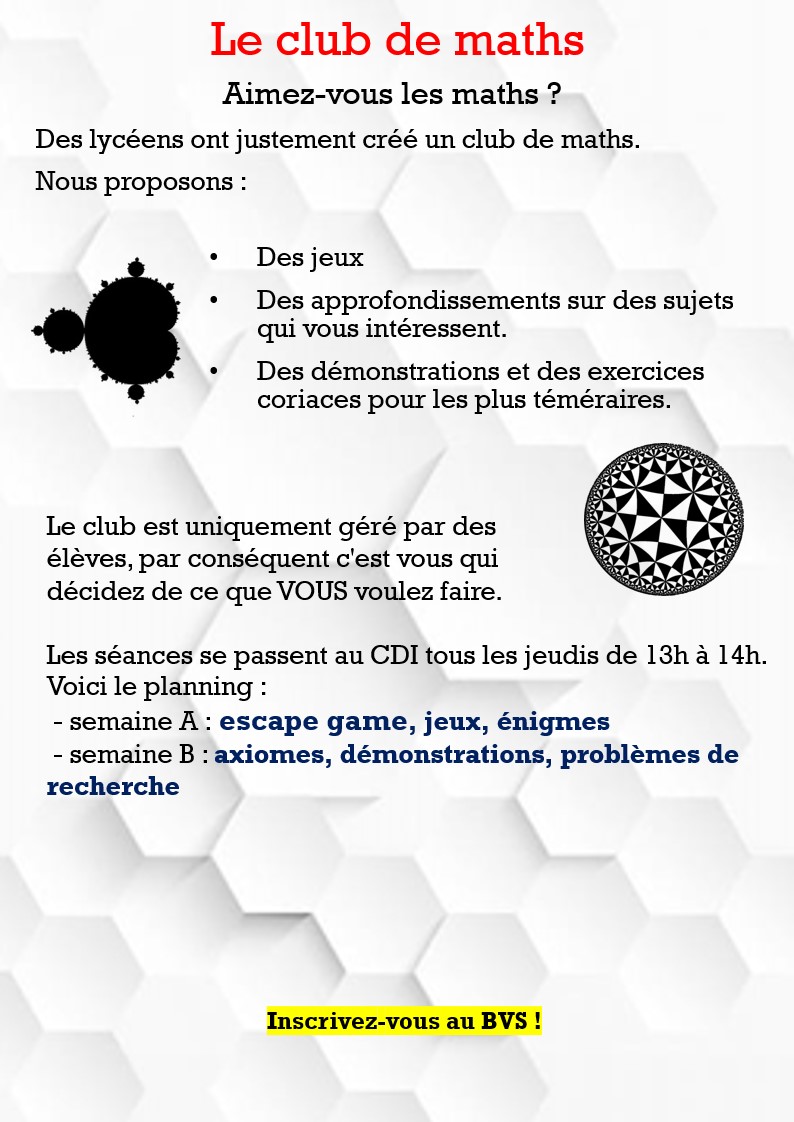 Le club de maths
Aimez-vous les maths ?
Des lycéens ont justement créé un club de maths.
Nous proposons :
• Des jeux
• Des approfondissements sur des sujets
qui vous intéressent.
• Des démonstrations et des exercices
coriaces pour les plus téméraires.
Le club est uniquement géré par des
élèves, par conséquent c'est vous qui
décidez de ce que VOUS voulez faire.
Les séances se passent au CDI tous les jeudis de 13h à 14h.
Voici le planning :
- semaine A : escape game, jeux, énigmes
- semaine B : axiomes, démonstrations, problèmes de
recherche
Inscrivez-vous au BVS !